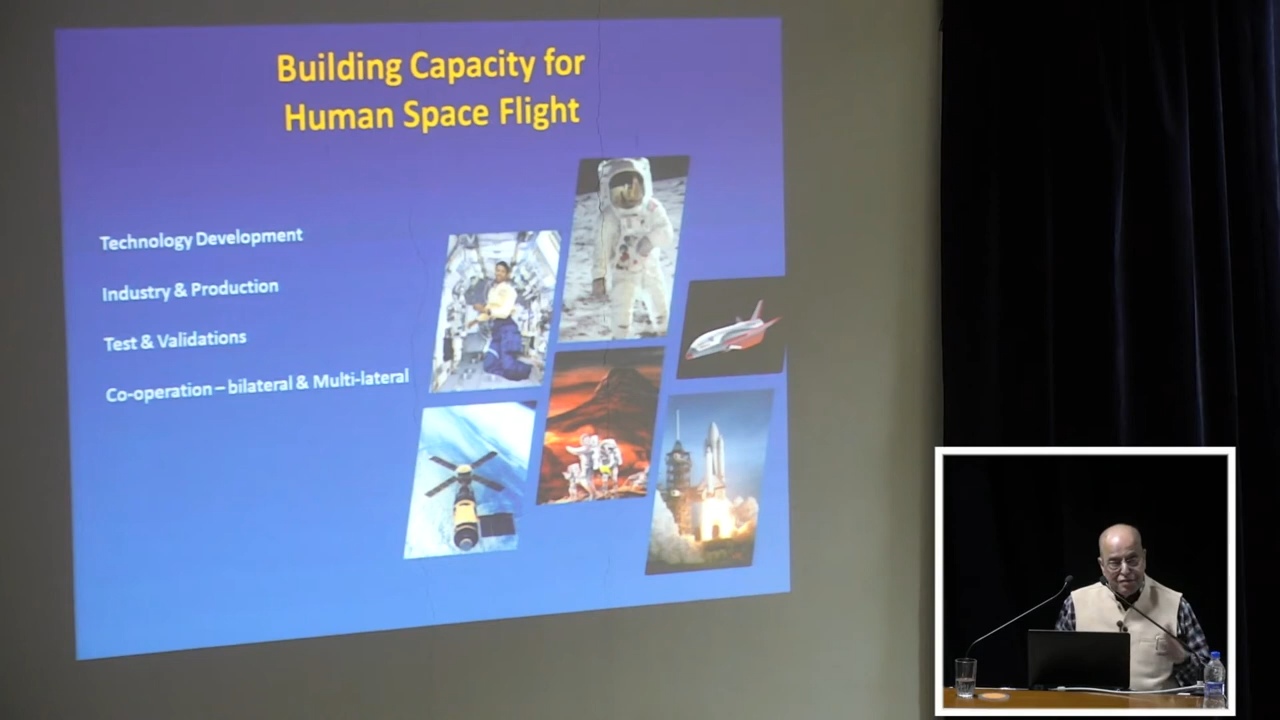 Building Capacity for
Human Space Flight
Technology Development
Industry & Production
Test & Validations
Co-operation – bilateral & Multi-lateral